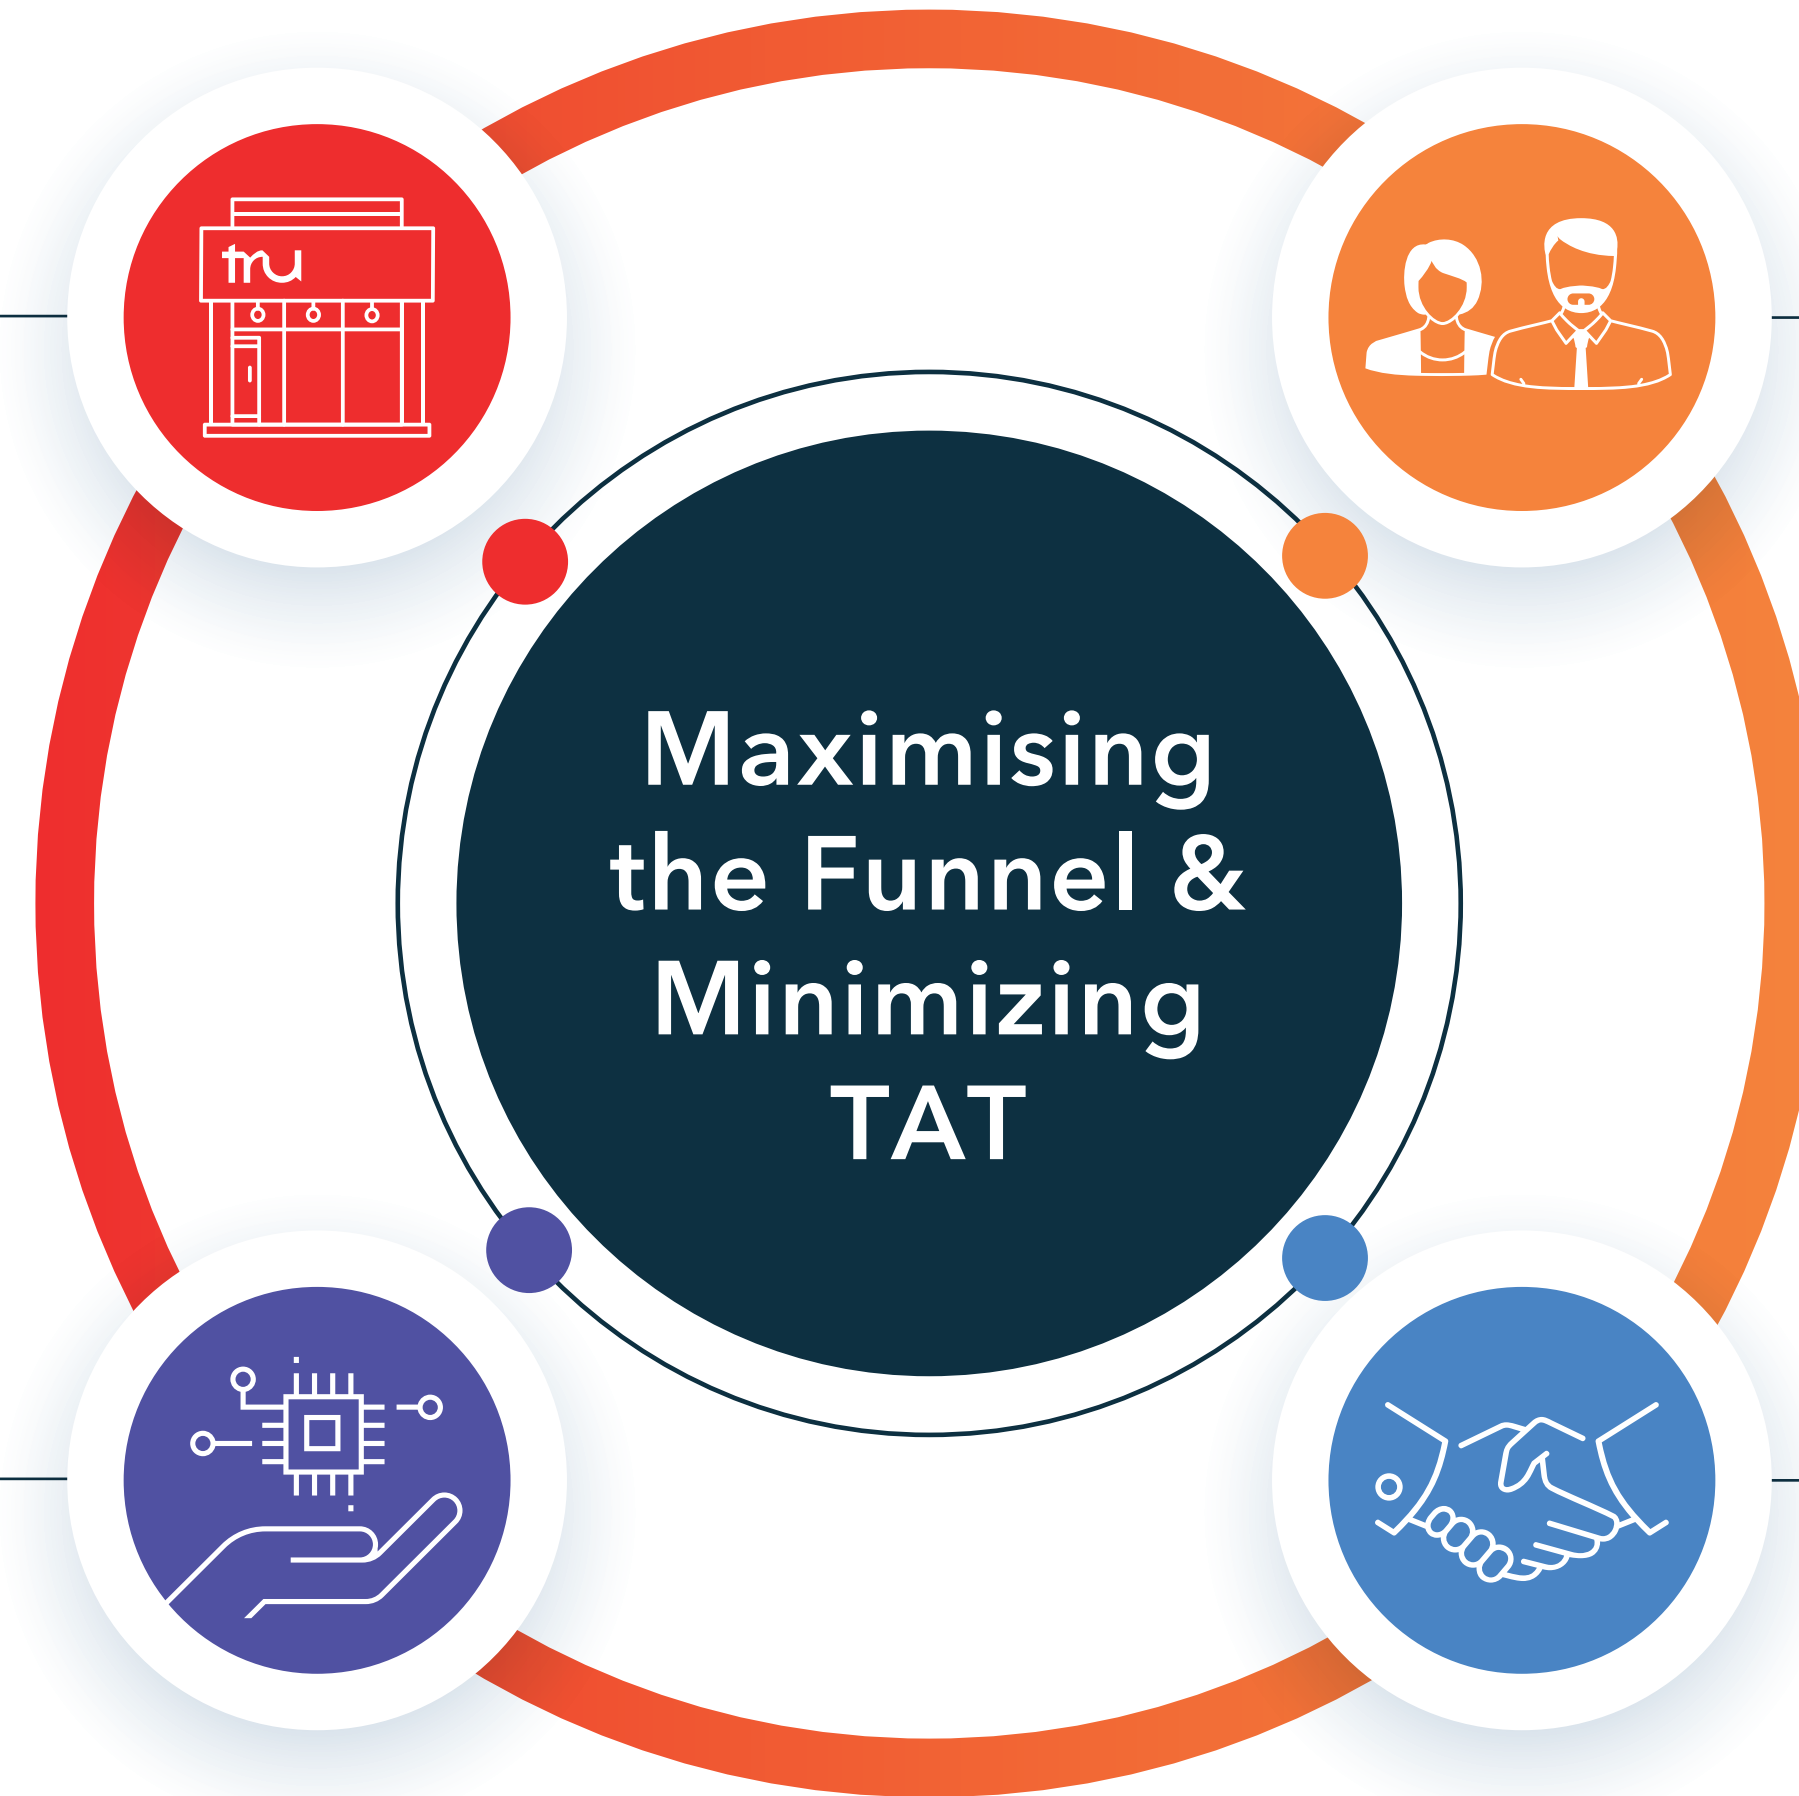 tru
Maximising
the Funnel &
Minimizing
TAT